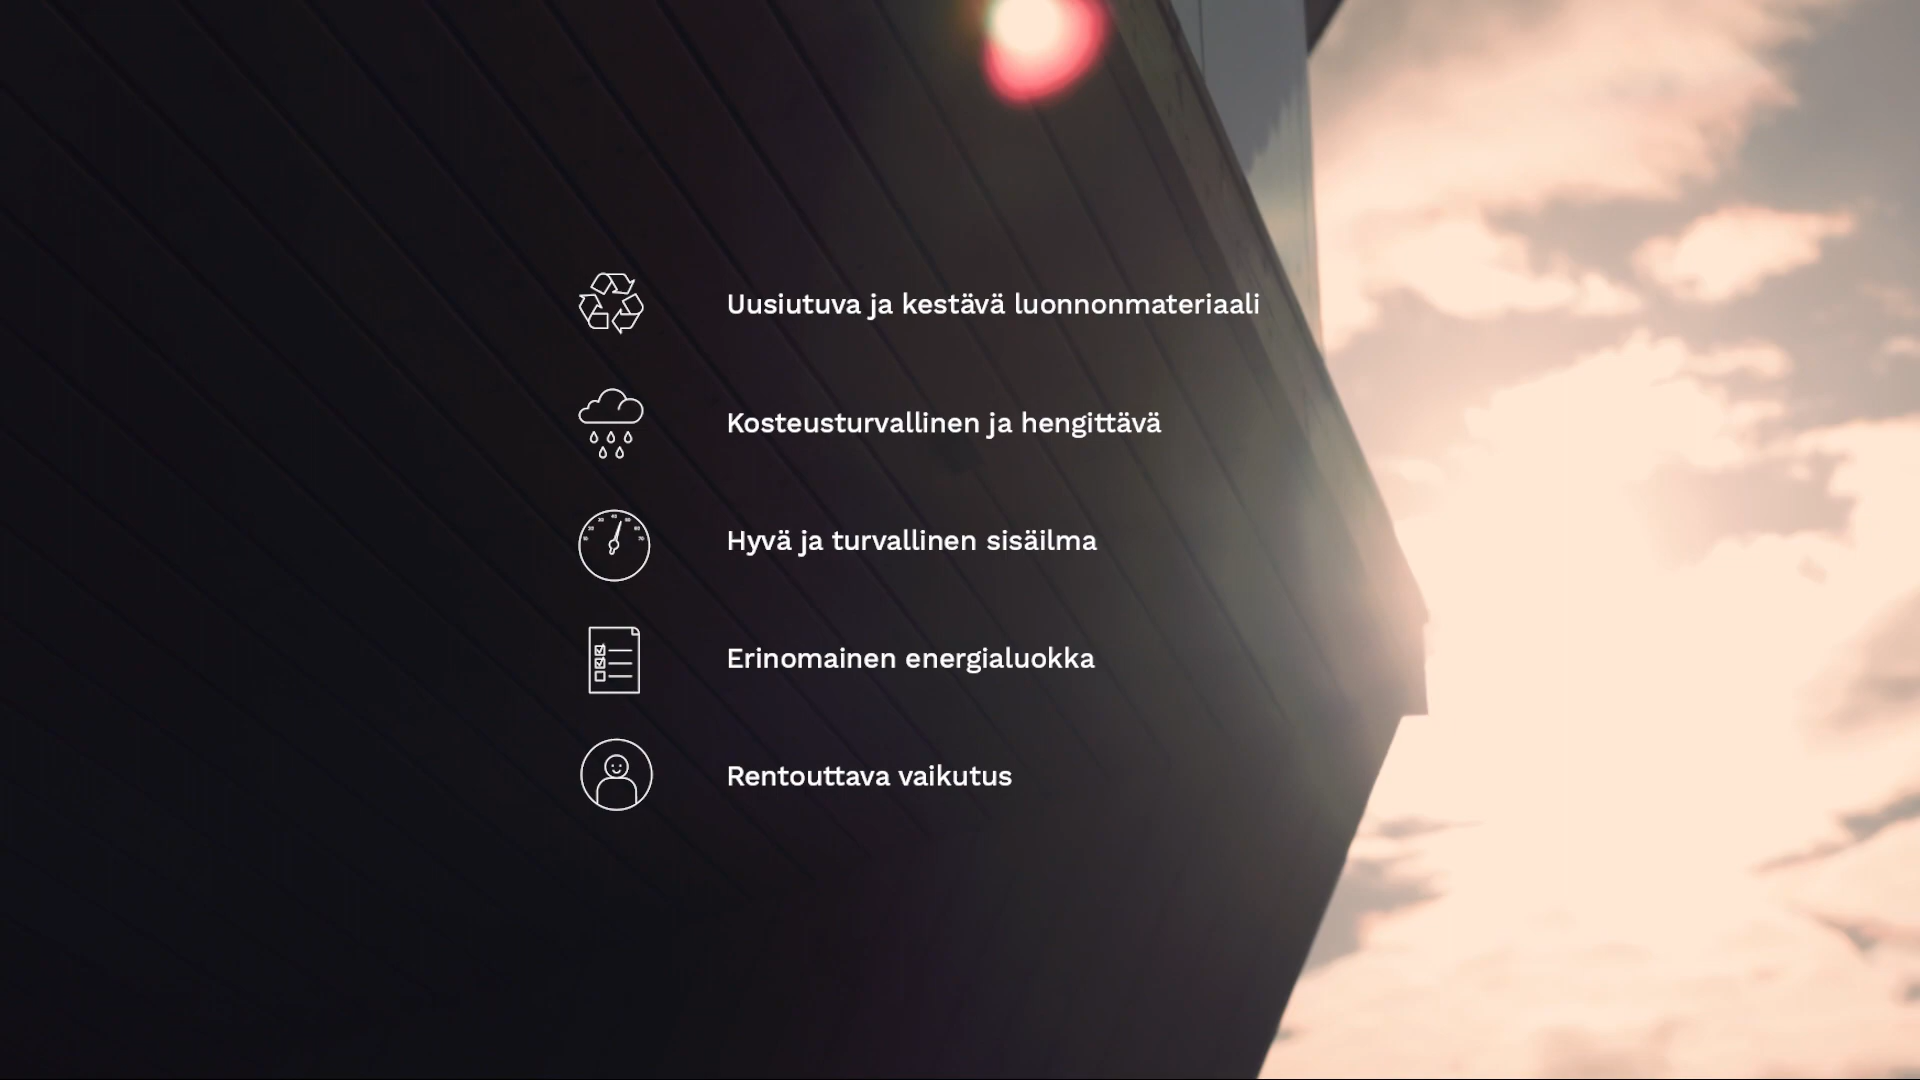 Uusiutuva ja kestävä luonnonmateriaali
Kosteusturvallinen ja hengittävä
Hyvä ja turvallinen sisäilma
Erinomainen energialuokka
Rentouttava vaikutus